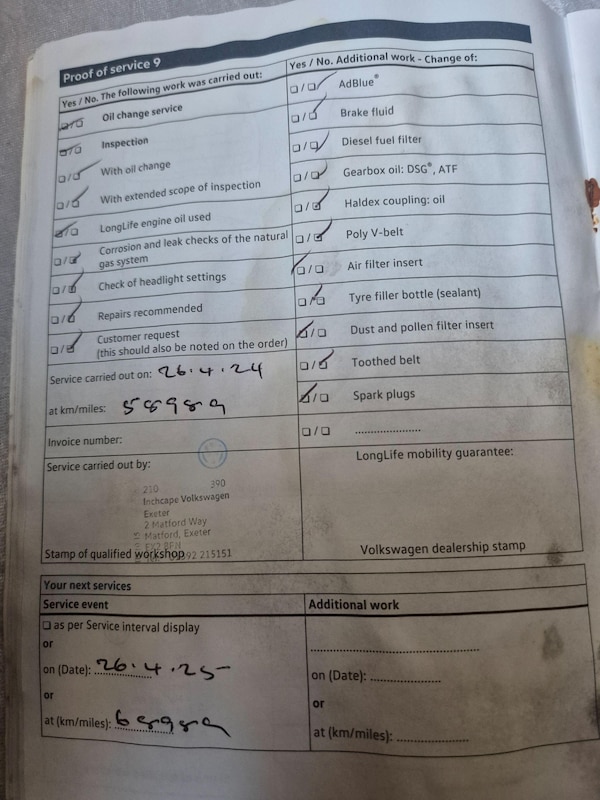 Proof of service 9
Yes / No. The following work was carried out:
☑/☐ Oil change service
☑/☐ Inspection
☐/☑ With oil change
☐/☑ With extended scope of inspection
☑/☐ LongLife engine oil used
☐/☑ Corrosion and leak checks of the natural
gas system
☐/☑ Check of headlight settings
☐/☑ Repairs recommended
☐/☑ Customer request
(this should also be noted on the order)
Service carried out on: 26.4.24
at km/miles: 58989
Invoice number:
Service carried out by:
210 390
Inchcape Volkswagen
Exeter
2 Matford Way
Matford, Exeter
Stamp of qualified workshop
215151
Yes / No. Additional work - Change of:
☐/☑ AdBlue®
☐/☑ Brake fluid
☐/☑ Diesel fuel filter
☐/☑ Gearbox oil: DSG®, ATF
☐/☑ Haldex coupling: oil
☐/☑ Poly V-belt
☑/☐ Air filter insert
☐/☑ Tyre filler bottle (sealant)
☑/☐ Dust and pollen filter insert
☐/☑ Toothed belt
☑/☐ Spark plugs
☐/☐ ....................
LongLife mobility guarantee:
Volkswagen dealership stamp
Your next services
Service event
☐ as per Service interval display
or
on (Date): 26.4.25
or
at (km/miles): 68989
Additional work
..........................................
on (Date): ..................
or
at (km/miles): ..................